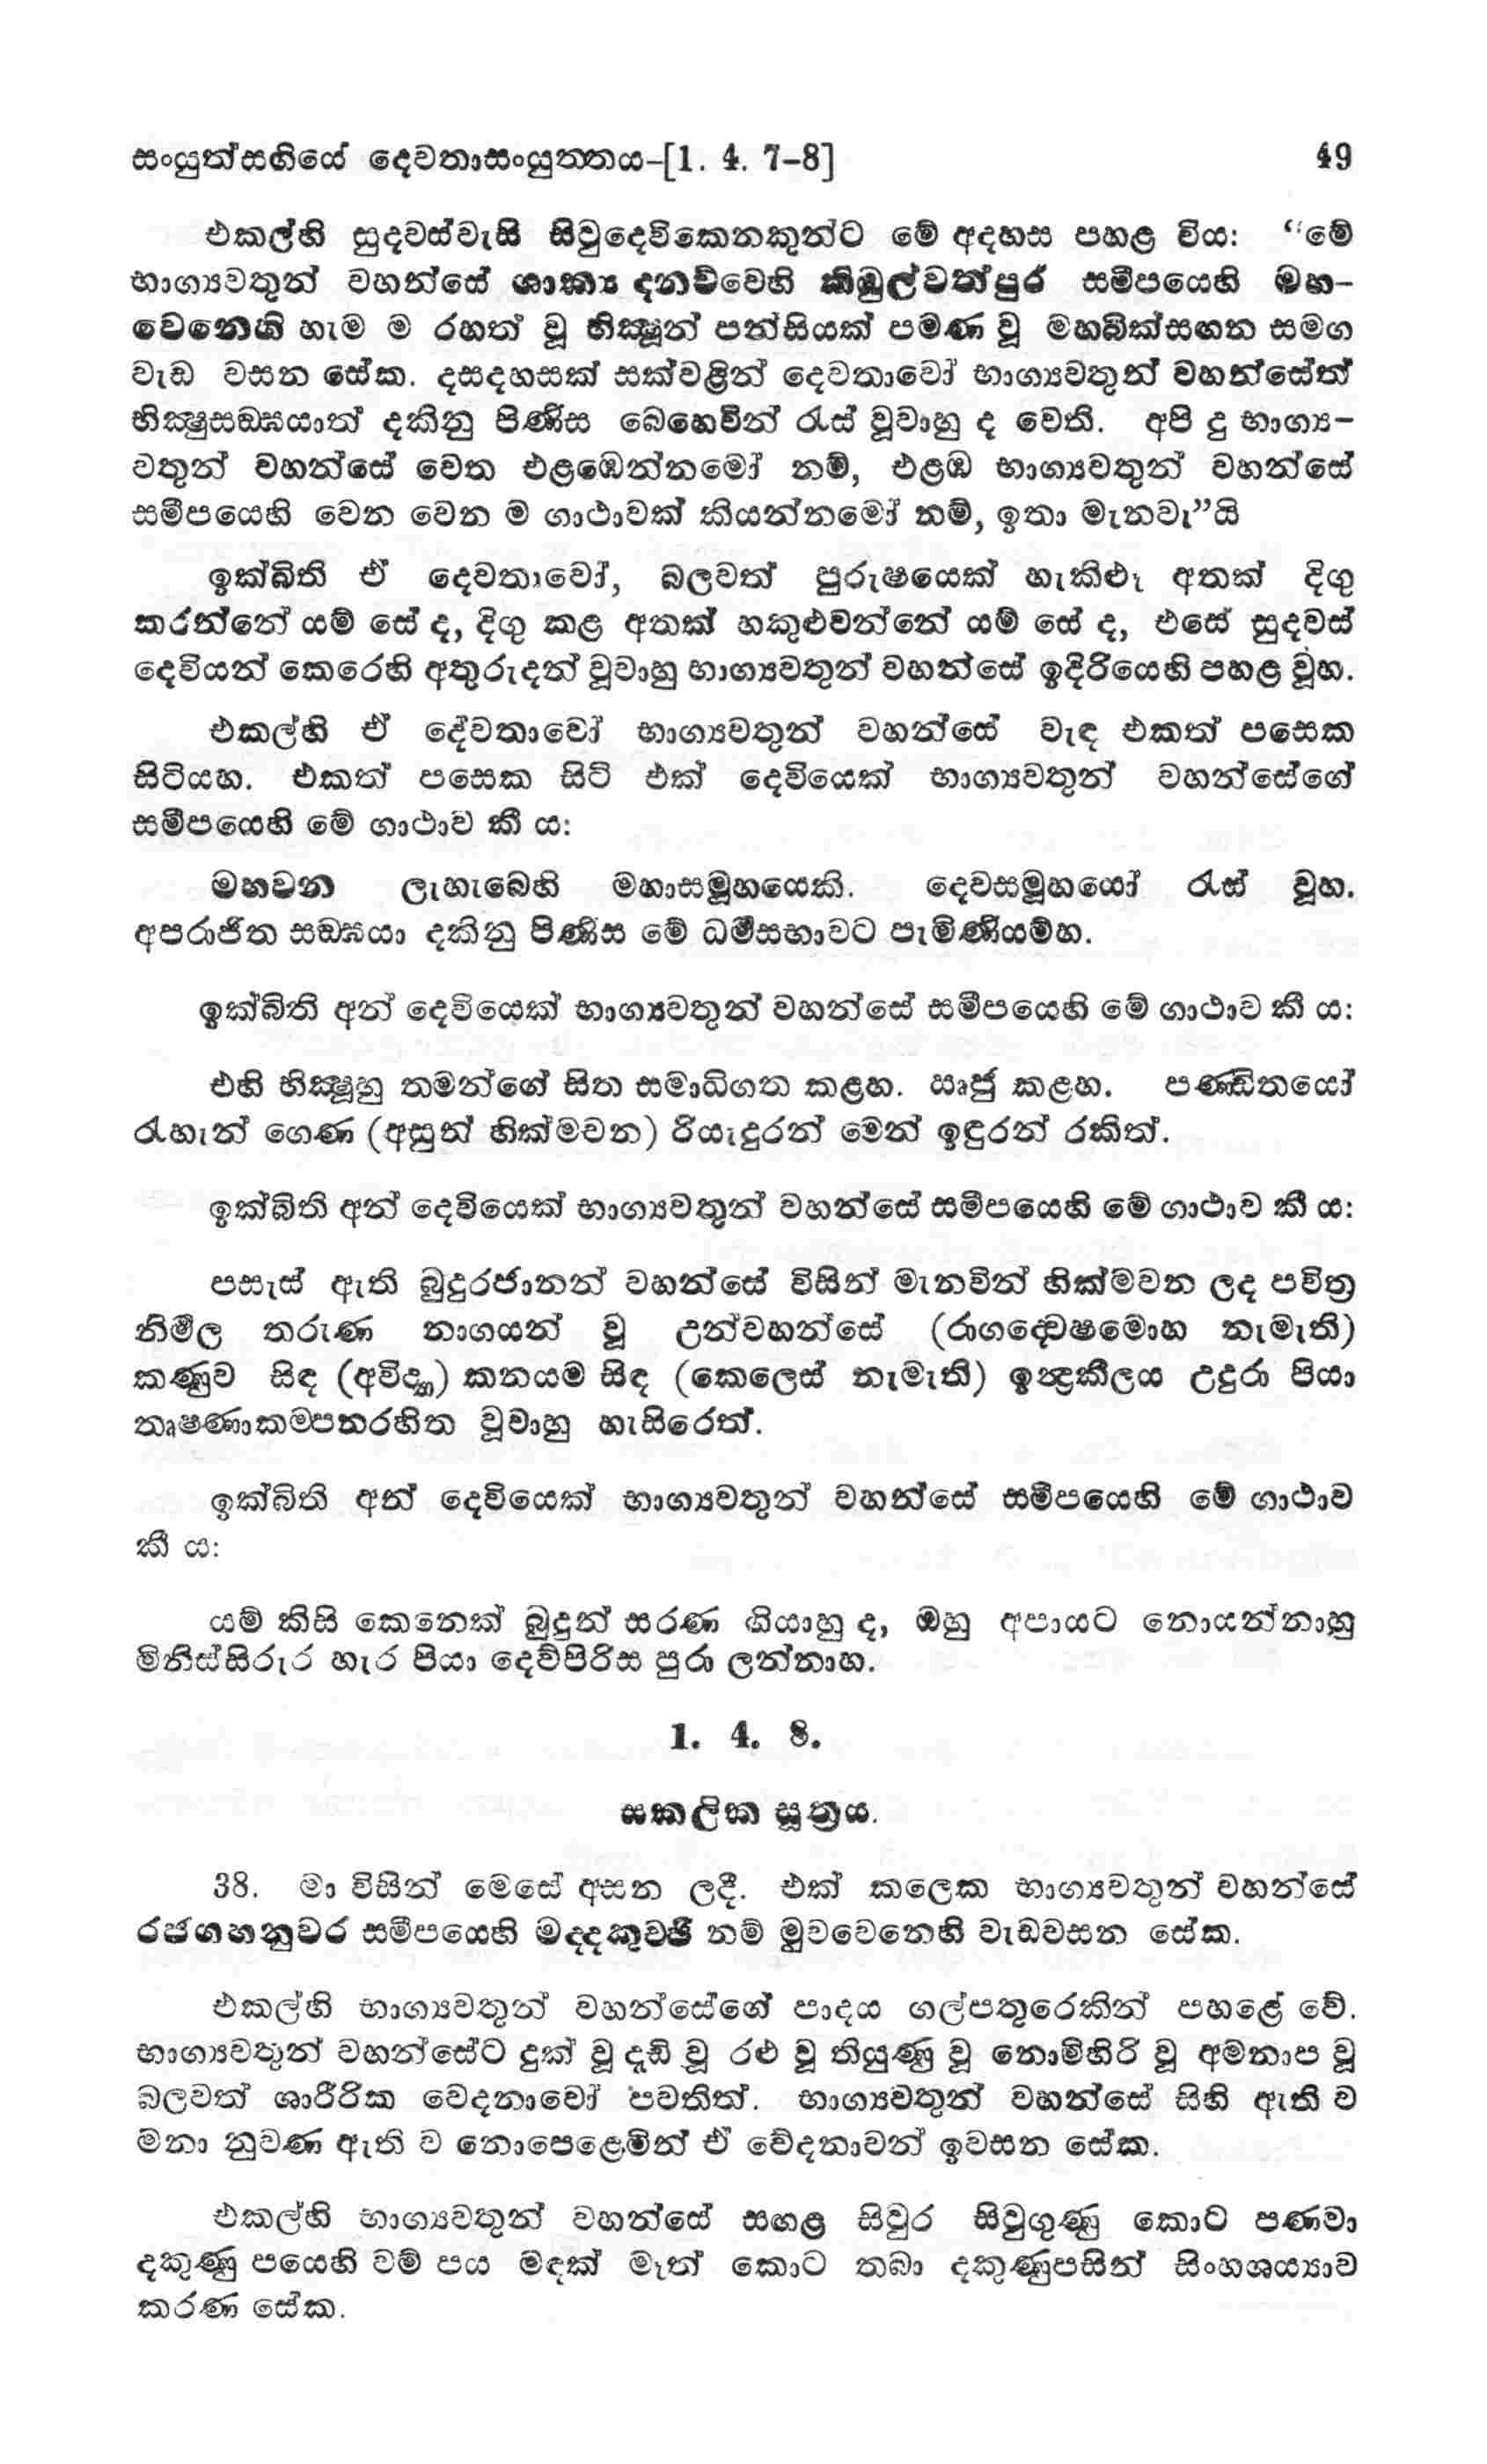 සංයුත්සඟියේ දෙවතාසංයුත්තය–[1. 4. 7–8] 49
එකල්හි සුදවස්වැසි සිවුදෙවිකෙනකුන්ට මේ අදහස පහළ විය: “මේ
භාග්‍යවතුන් වහන්සේ ශාක්‍ය දනව්වෙහි කිඹුල්වත්පුර සමීපයෙහි මහ–
වෙනෙහි හැම ම රහත් වූ භික්ෂූන් පන්සියක් පමණ වූ මහබික්සඟන සමග
වැඩ වසන සේක. දසදහසක් සක්වළින් දෙවතාවෝ භාග්‍යවතුන් වහන්සේත්
භික්ෂුසඞ්ඝයාත් දකිනු පිණිස බෙහෙවින් රැස් වූවාහු ද වෙති. අපි දු භාග්‍ය–
වතුන් වහන්සේ වෙත එළඹෙන්නමෝ නම්, එළඹ භාග්‍යවතුන් වහන්සේ
සමීපයෙහි වෙන වෙන ම ගාථාවක් කියන්නමෝ නම්, ඉතා මැනවැ”යි
ඉක්බිති ඒ දෙවතාවෝ, බලවත් පුරුෂයෙක් හැකිළූ අතක් දිගු
කරන්නේ යම් සේ ද, දිගු කළ අතක් හකුළුවන්නේ යම් සේ ද, එසේ සුදවස්
දෙවියන් කෙරෙහි අතුරුදන් වූවාහු භාග්‍යවතුන් වහන්සේ ඉදිරියෙහි පහළ වූහ.
එකල්හි ඒ දේවතාවෝ භාග්‍යවතුන් වහන්සේ වැඳ එකත් පසෙක
සිටියහ. එකත් පසෙක සිටි එක් දෙවියෙක් භාග්‍යවතුන් වහන්සේගේ
සමීපයෙහි මේ ගාථාව කී ය:
මහවන ලැහැබෙහි මහාසමූහයෙකි. දෙවසමූහයෝ රැස් වූහ.
අපරාජිත සඞ්ඝයා දකිනු පිණිස මේ ධර්මසභාවට පැමිණියම්හ.
ඉක්බිති අන් දෙවියෙක් භාග්‍යවතුන් වහන්සේ සමීපයෙහි මේ ගාථාව කී ය:
එහි භික්ෂූහු තමන්ගේ සිත සමාධිගත කළහ. ඍජු කළහ. පණ්ඩිතයෝ
රැහැන් ගෙණ (අසුන් හික්මවන) රියැදුරන් මෙන් ඉඳුරන් රකිත්.
ඉක්බිති අන් දෙවියෙක් භාග්‍යවතුන් වහන්සේ සමීපයෙහි මේ ගාථාව කී ය:
පසැස් ඇති බුදුරජානන් වහන්සේ විසින් මැනවින් හික්මවන ලද පවිත්‍ර
නිර්මල තරුණ නාගයන් වූ උන්වහන්සේ (රාගද්වෙෂමොහ නැමැති)
කණුව සිඳ (අවිද්‍යා) කනයම සිඳ (කෙලෙස් නැමැති) ඉන්‍ද්‍රකීලය උදුරා පියා
තෘෂණාකම්පනරහිත වූවාහු හැසිරෙත්.
ඉක්බිති අන් දෙවියෙක් භාග්‍යවතුන් වහන්සේ සමීපයෙහි මේ ගාථාව
කී ය:
යම් කිසි කෙනෙක් බුදුන් සරණ ගියාහු ද, ඔහු අපායට නොයන්නාහු
මිනිස්සිරුර හැර පියා දෙව්පිරිස පුරා ලන්නාහ.
1. 4. 8.
සකලික සූත්‍රය.
38. මා විසින් මෙසේ අසන ලදී. එක් කලෙක භාග්‍යවතුන් වහන්සේ
රජගහනුවර සමීපයෙහි මද්දකුච්ඡි නම් මුවවෙනෙහි වැඩවසන සේක.
එකල්හි භාග්‍යවතුන් වහන්සේගේ පාදය ගල්පතුරෙකින් පහළේ වේ.
භාග්‍යවතුන් වහන්සේට දුක් වූ දැඩි වූ රළු වූ තියුණු වූ නොමිහිරි වූ අමනාප වූ
බලවත් ශාරීරික වෙදනාවෝ පවතිත්. භාග්‍යවතුන් වහන්සේ සිහි ඇති ව
මනා නුවණ ඇති ව නොපෙළෙමින් ඒ වේදනාවන් ඉවසන සේක.
එකල්හි භාග්‍යවතුන් වහන්සේ සඟළ සිවුර සිවුගුණු කොට පණවා
දකුණු පයෙහි වම් පය මඳක් මෑත් කොට තබා දකුණුපසින් සිංහශය්‍යාව
කරණ සේක.